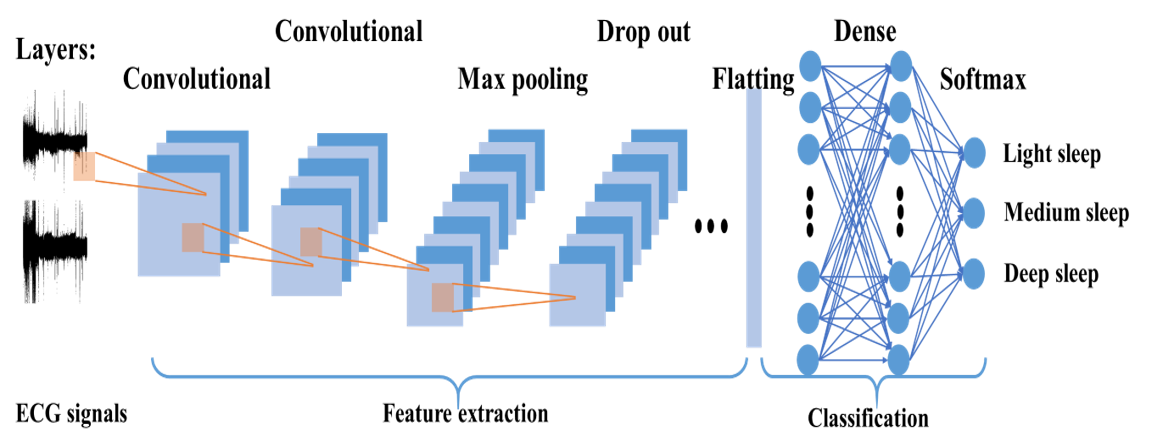 Layers:
Convolutional
Convolutional
Max pooling
Drop out
Flatting
Dense
Softmax
Light sleep
Medium sleep
Deep sleep
ECG signals
Feature extraction
Classification